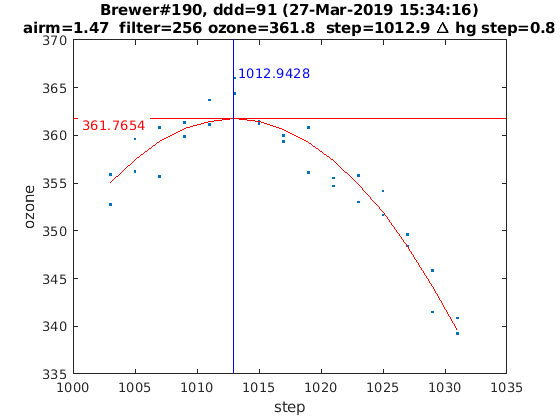 Brewer#190, ddd=91 (27-Mar-2019 15:34:16)
airm=1.47 filter=256 ozone=361.8 step=1012.9 Δ hg step=0.8
370
365
360
355
350
345
340
335
ozone
1012.9428
361.7654
1000 1005 1010 1015 1020 1025 1030 1035
step